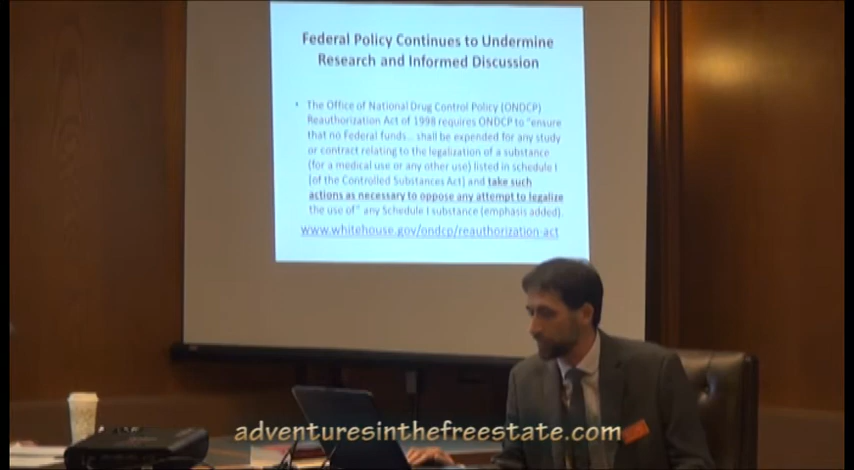 Federal Policy Continues to Undermine
Research and Informed Discussion
• The Office of National Drug Control Policy (ONDCP)
Reauthorization Act of 1998 requires ONDCP to "ensure
that no Federal funds... shall be expended for any study
or contract relating to the legalization of a substance
(for a medical use or any other use) listed in schedule I
[of the Controlled Substances Act] and take such
actions as necessary to oppose any attempt to legalize
the use of" any Schedule I substance (emphasis added).
www.whitehouse.gov/ondcp/reauthorization-act
adventuresinthefreestate.com